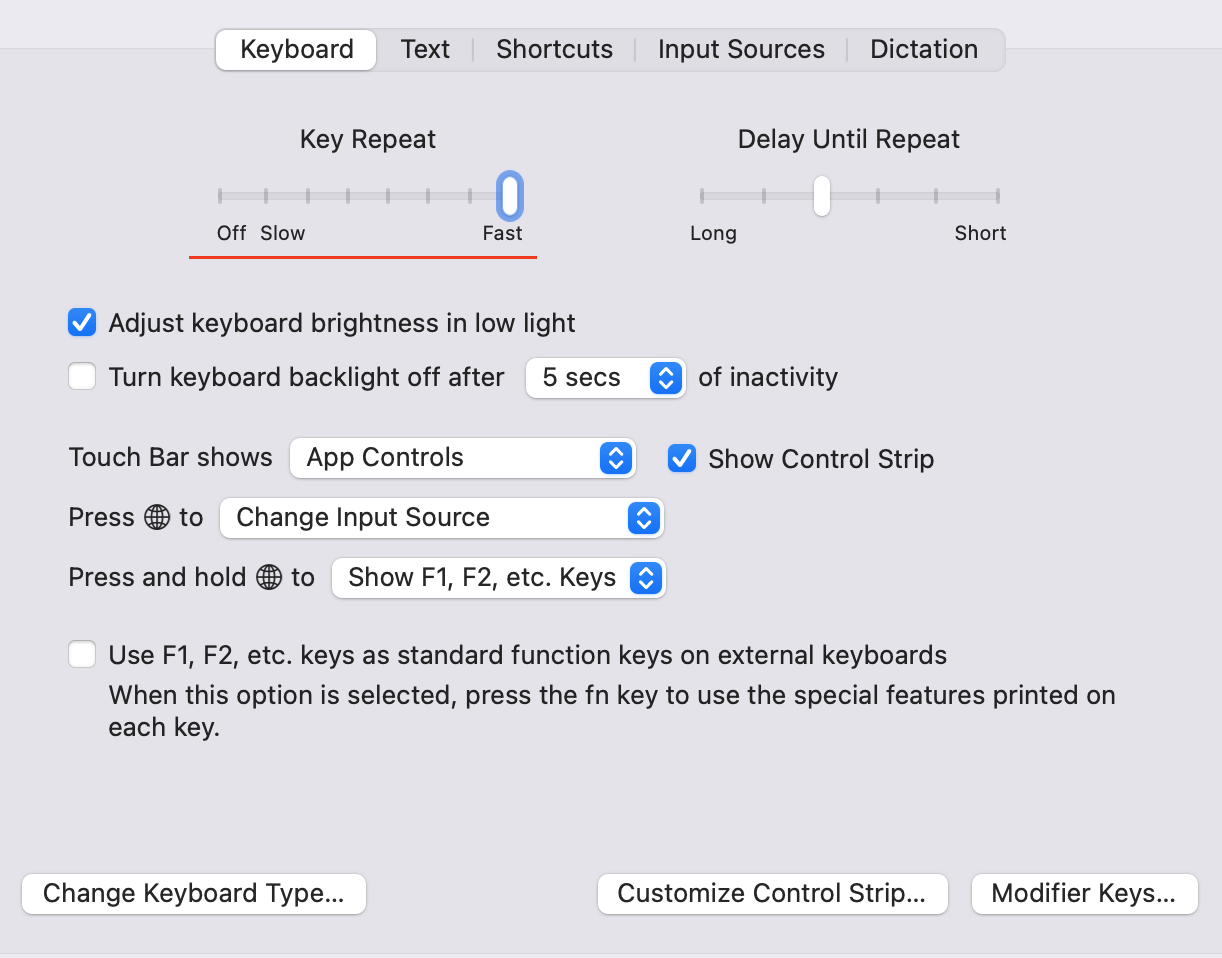 Keyboard Text Shortcuts Input Sources Dictation
Key Repeat Delay Until Repeat
Off Slow Fast Long Short
Adjust keyboard brightness in low light
Turn keyboard backlight off after 5 secs of inactivity
Touch Bar shows App Controls Show Control Strip
Press to Change Input Source
Press and hold to Show F1, F2, etc. Keys
Use F1, F2, etc. keys as standard function keys on external keyboards
When this option is selected, press the fn key to use the special features printed on
each key.
Change Keyboard Type... Customize Control Strip... Modifier Keys...